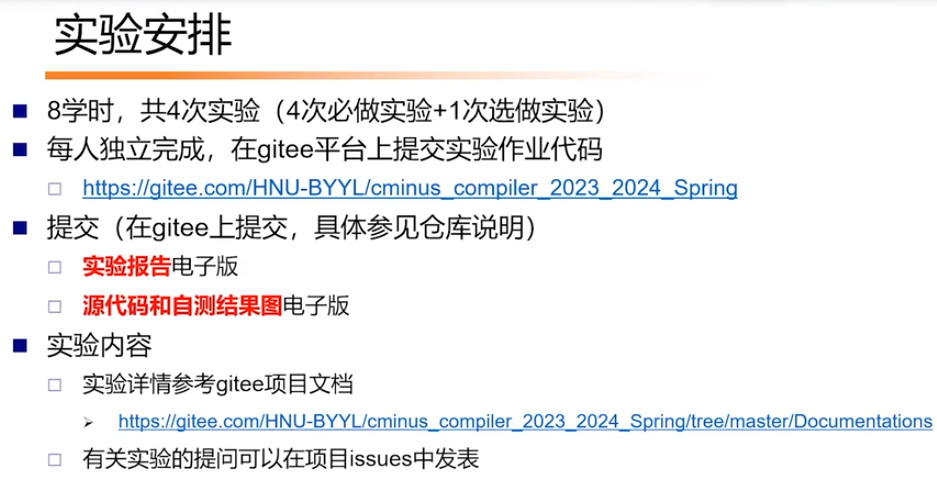 实验安排
8学时，共4次实验（4次必做实验+1次选做实验）
每人独立完成，在gitee平台上提交实验作业代码
https://gitee.com/HNU-BYYL/cminus_compiler_2023_2024_Spring
提交（在gitee上提交，具体参见仓库说明）
实验报告电子版
源代码和自测结果图电子版
实验内容
实验详情参考gitee项目文档
https://gitee.com/HNU-BYYL/cminus_compiler_2023_2024_Spring/tree/master/Documentations
有关实验的提问可以在项目issues中发表